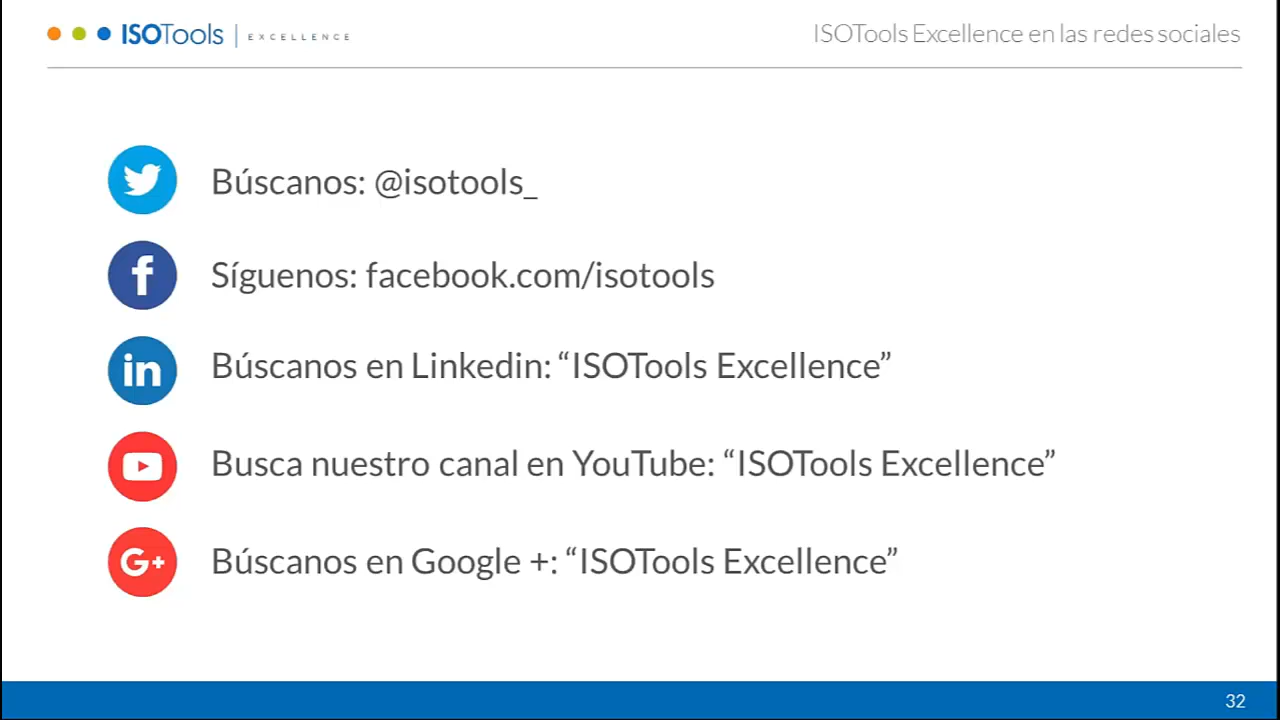 ISOTools | EXCELLENCE
ISOTools Excellence en las redes sociales
Búscanos: @isotools_
f Síguenos: facebook.com/isotools
in Búscanos en Linkedin: “ISOTools Excellence”
Busca nuestro canal en YouTube: “ISOTools Excellence”
G+ Búscanos en Google +: “ISOTools Excellence”
32